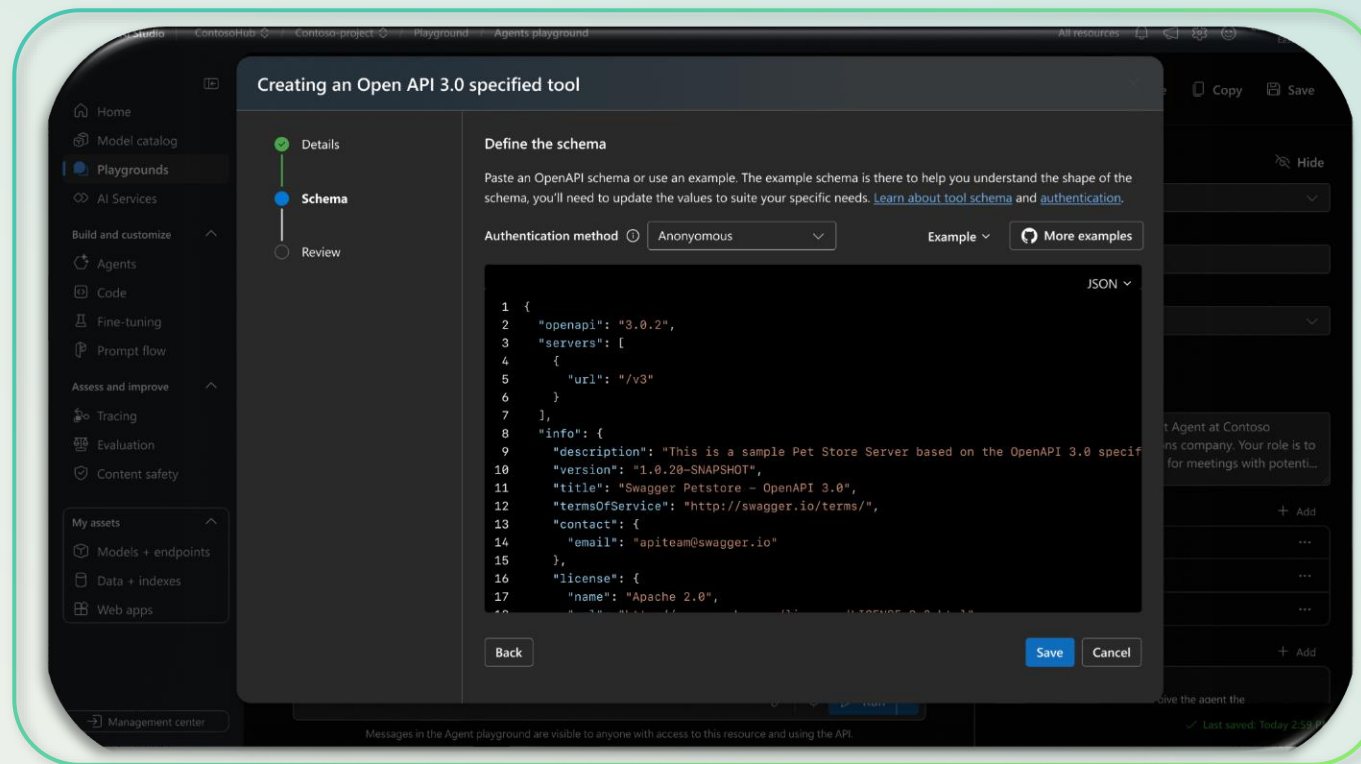 Studio ContosoHub / Contoso-project / Playground / Agents playground All resources
Home
Model catalog
Playgrounds
AI Services
Build and customize
Agents
Code
Fine-tuning
Prompt flow
Assess and improve
Tracing
Evaluation
Content safety
My assets
Models + endpoints
Data + indexes
Web apps
Management center
Creating an Open API 3.0 specified tool
Details
Schema
Review
Define the schema
Paste an OpenAPI schema or use an example. The example schema is there to help you understand the shape of the
schema, you'll need to update the values to suite your specific needs. Learn about tool schema and authentication.
Authentication method Anonyomous Example More examples
JSON
1 {
2 "openapi": "3.0.2",
3 "servers": [
4 {
5 "url": "/v3"
6 }
7 ],
8 "info": {
9 "description": "This is a sample Pet Store Server based on the OpenAPI 3.0 specif
10 "version": "1.0.20-SNAPSHOT",
11 "title": "Swagger Petstore – OpenAPI 3.0",
12 "termsOfService": "http://swagger.io/terms/",
13 "contact": {
14 "email": "apiteam@swagger.io"
15 },
16 "license": {
17 "name": "Apache 2.0",
Back Save Cancel
Copy Save
Hide
t Agent at Contoso
ns company. Your role is to
for meetings with potenti...
+ Add
+ Add
give the agent the
Last saved: Today 2:59 P
Run
Messages in the Agent playground are visible to anyone with access to this resource and using the API.